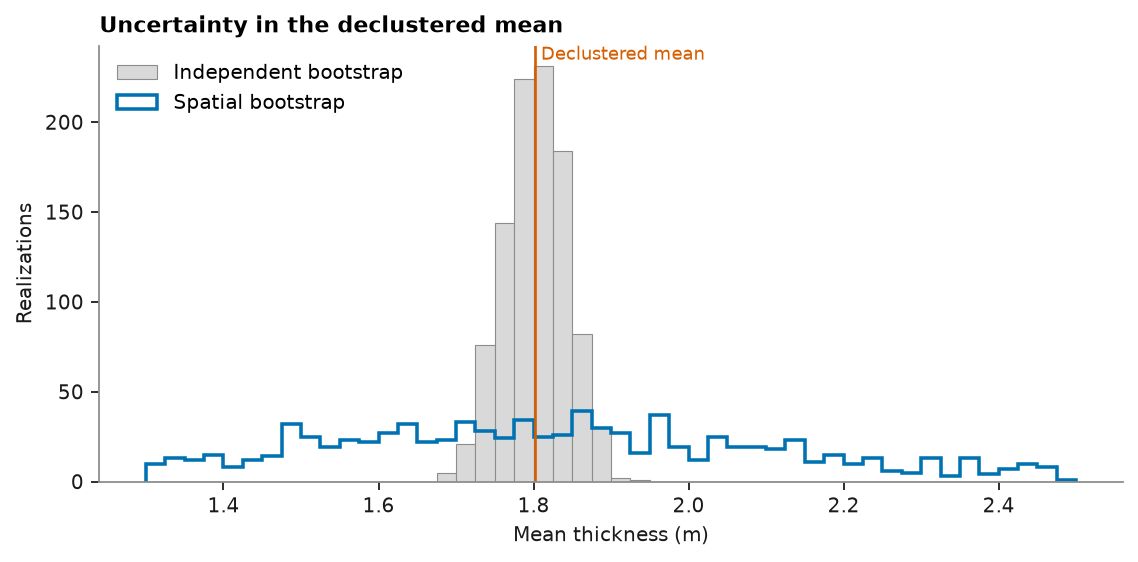 Uncertainty in the declustered mean
Declustered mean
Independent bootstrap
Spatial bootstrap
Realizations
200
150
100
50
0
1.4 1.6 1.8 2.0 2.2 2.4
Mean thickness (m)